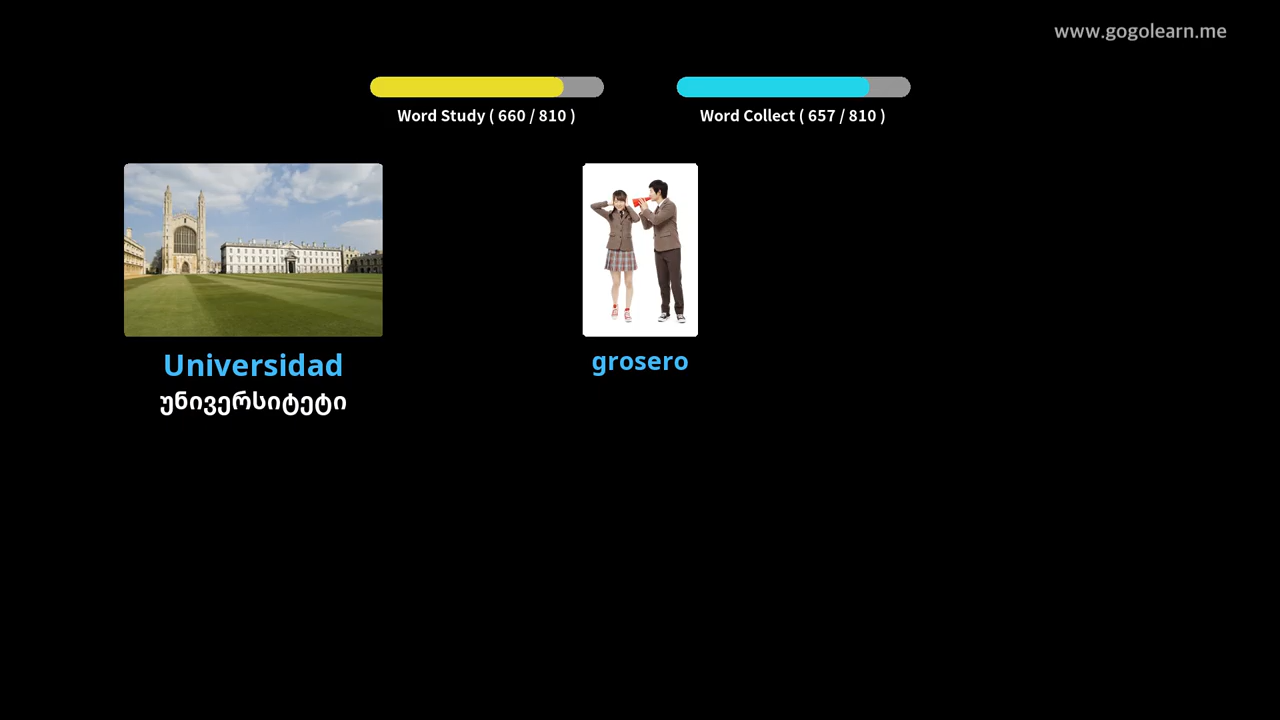 www.gogolearn.me
Word Study ( 660 / 810 )
Word Collect ( 657 / 810 )
Universidad
უნივერსიტეტი
grosero